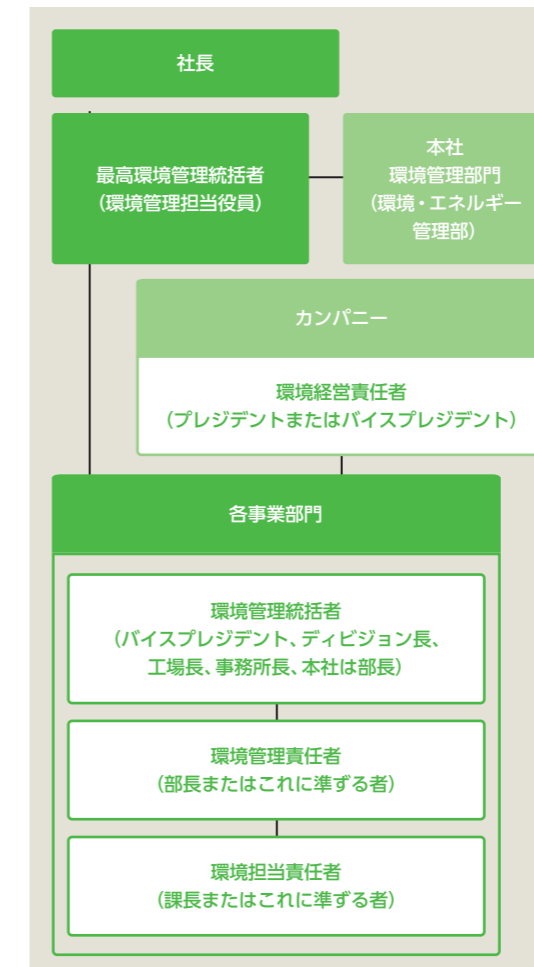 社長
最高環境管理統括者
（環境管理担当役員）
本社
環境管理部門
（環境・エネルギー
管理部）
カンパニー
環境経営責任者
（プレジデントまたはバイスプレジデント）
各事業部門
環境管理統括者
（バイスプレジデント、ディビジョン長、
工場長、事務所長、本社は部長）
環境管理責任者
（部長またはこれに準ずる者）
環境担当責任者
（課長またはこれに準ずる者）